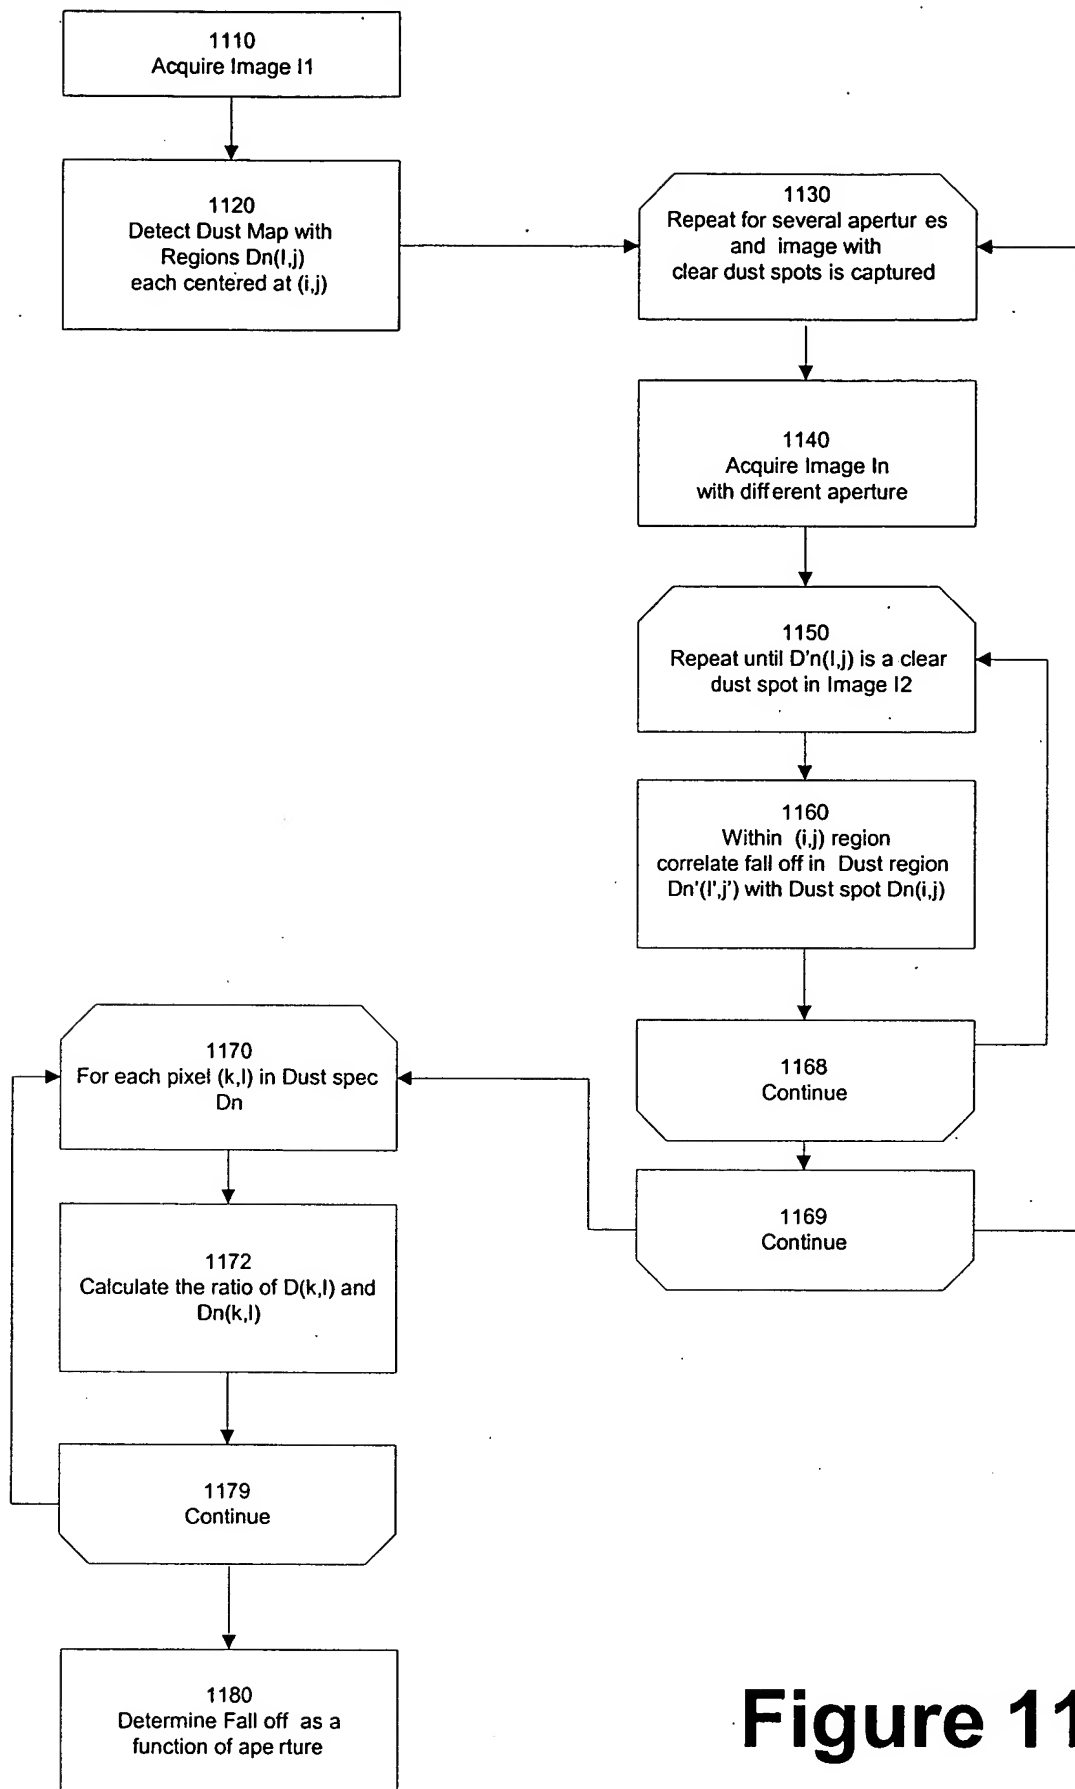 1110
Acquire Image I1
1120
Detect Dust Map with
Regions Dn(I,j)
each centered at (i,j)
1130
Repeat for several apertur es
and image with
clear dust spots is captured
1140
Acquire Image In
with different aperture
1150
Repeat until D'n(I,j) is a clear
dust spot in Image I2
1160
Within (i,j) region
correlate fall off in Dust region
Dn'(I',j') with Dust spot Dn(i,j)
1168
Continue
1169
Continue
1170
For each pixel (k,l) in Dust spec
Dn
1172
Calculate the ratio of D(k,l) and
Dn(k,l)
1179
Continue
1180
Determine Fall off as a
function of ape rture
Figure 11